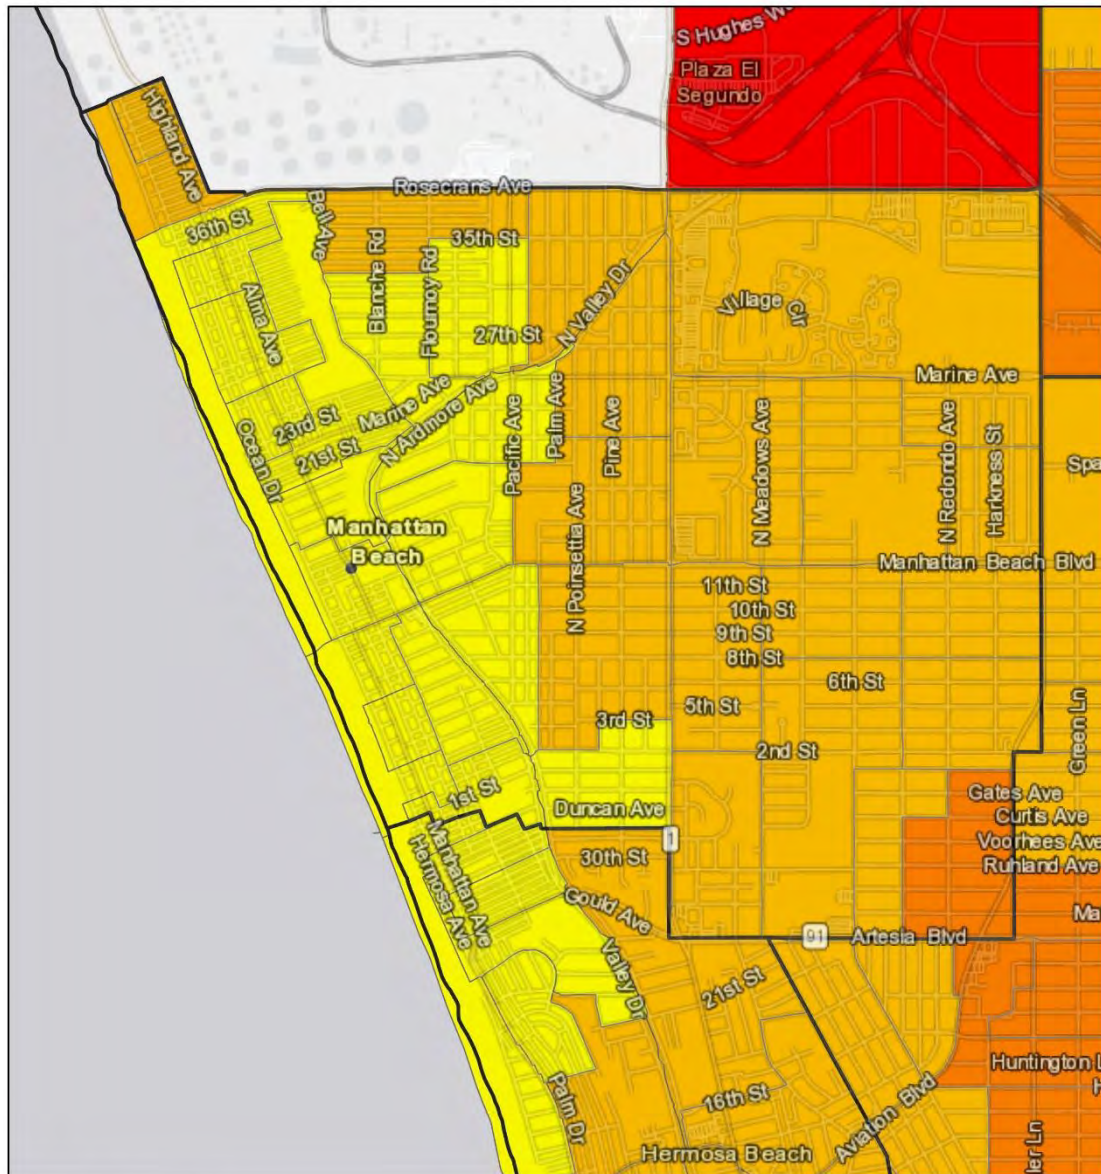 S Hughes
Plaza El
Segundo
Highland Ave
Rosecrans Ave
Bell Ave
36th St
35th St
Blanche Rd
Flournoy Rd
N Valley Dr
Village Cir
Alma Ave
27th St
Marine Ave
Marine Ave
23rd St
21st St
N Ardmore Ave
Ocean Dr
Pacific Ave
Palm Ave
Pine Ave
N Meadows Ave
N Redondo Ave
Harkness St
Spa
Manhattan
Beach
N Poinsettia Ave
Manhattan Beach Blvd
11th St
10th St
9th St
8th St
6th St
5th St
3rd St
2nd St
Green Ln
1st St
Duncan Ave
Gates Ave
Curtis Ave
Voorhees Ave
Ruhland Ave
1
30th St
Manhattan Ave
Hermosa Ave
Gould Ave
Ma
91
Artesia Blvd
Valley Dr
21st St
Huntington L
H
Palm Dr
16th St
Aviation Blvd
Hermosa Beach
er Ln